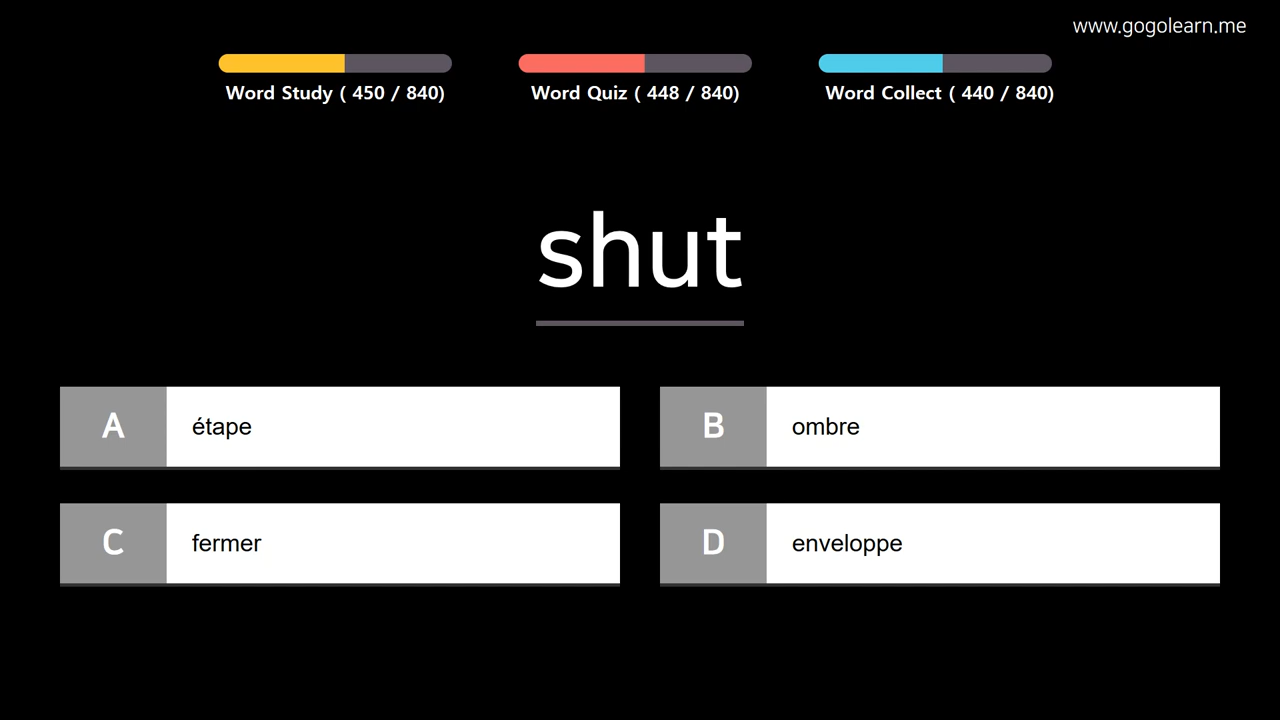 www.gogolearn.me
Word Study ( 450 / 840)
Word Quiz ( 448 / 840)
Word Collect ( 440 / 840)
shut
A étape
B ombre
C fermer
D enveloppe